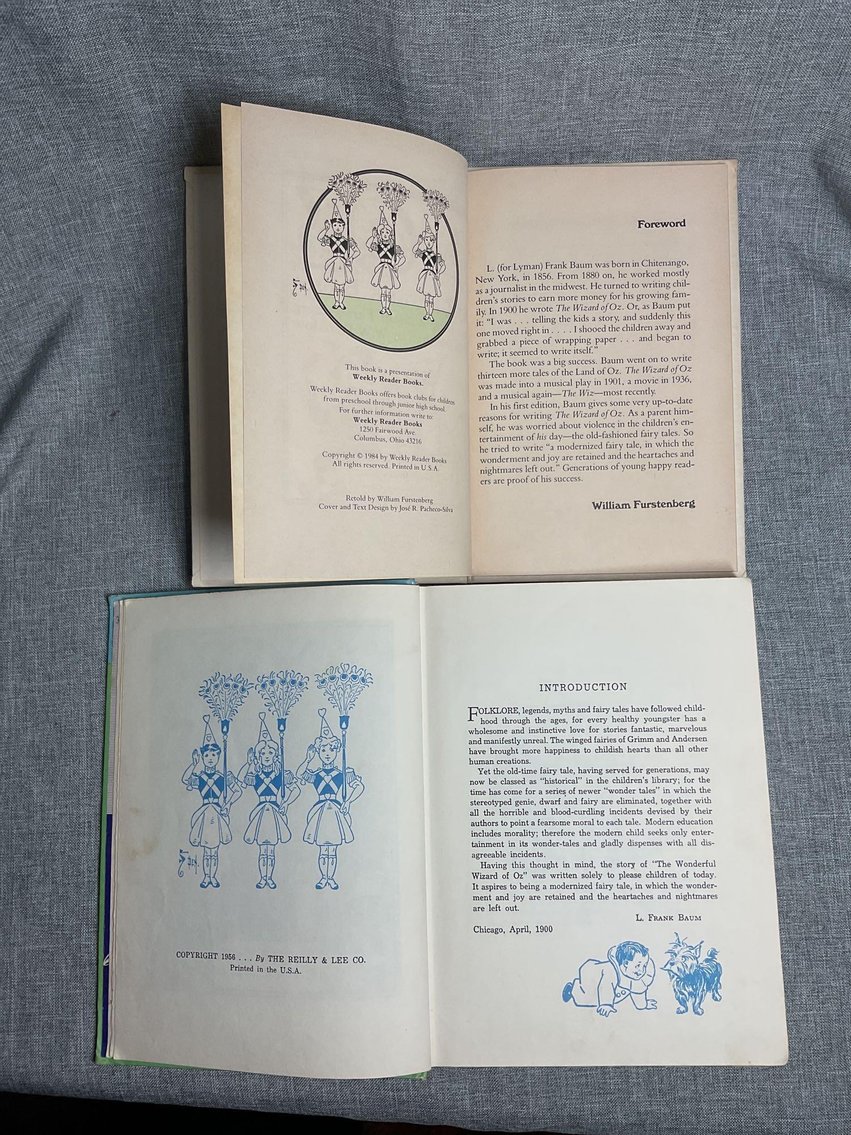 This book is a presentation of
Weekly Reader Books.
Weekly Reader Books offers book clubs for children
from preschool through junior high school.
For further information write to:
Weekly Reader Books
1250 Fairwood Ave.
Columbus, Ohio 43216
Copyright © 1984 by Weekly Reader Books
All rights reserved. Printed in U.S.A.
Retold by William Furstenberg
Cover and Text Design by José R. Pacheco-Silva
Foreword
L. (for Lyman) Frank Baum was born in Chitenango,
New York, in 1856. From 1880 on, he worked mostly
as a journalist in the midwest. He turned to writing chil-
dren's stories to earn more money for his growing fam-
ily. In 1900 he wrote The Wizard of Oz. Or, as Baum put
it: "I was . . . telling the kids a story, and suddenly this
one moved right in . . . . I shooed the children away and
grabbed a piece of wrapping paper . . . and began to
write; it seemed to write itself."
The book was a big success. Baum went on to write
thirteen more tales of the Land of Oz. The Wizard of Oz
was made into a musical play in 1901, a movie in 1936,
and a musical again—The Wiz—most recently.
In his first edition, Baum gives some very up-to-date
reasons for writing The Wizard of Oz. As a parent him-
self, he was worried about violence in the children's en-
tertainment of his day—the old-fashioned fairy tales. So
he tried to write "a modernized fairy tale, in which the
wonderment and joy are retained and the heartaches and
nightmares left out." Generations of young happy read-
ers are proof of his success.
William Furstenberg
COPYRIGHT 1956 . . . By THE REILLY & LEE CO.
Printed in the U.S.A.
INTRODUCTION
FOLKLORE, legends, myths and fairy tales have followed child-
hood through the ages, for every healthy youngster has a
wholesome and instinctive love for stories fantastic, marvelous
and manifestly unreal. The winged fairies of Grimm and Andersen
have brought more happiness to childish hearts than all other
human creations.
Yet the old-time fairy tale, having served for generations, may
now be classed as "historical" in the children's library; for the
time has come for a series of newer "wonder tales" in which the
stereotyped genie, dwarf and fairy are eliminated, together with
all the horrible and blood-curdling incidents devised by their
authors to point a fearsome moral to each tale. Modern education
includes morality; therefore the modern child seeks only enter-
tainment in its wonder-tales and gladly dispenses with all dis-
agreeable incidents.
Having this thought in mind, the story of "The Wonderful
Wizard of Oz" was written solely to please children of today.
It aspires to being a modernized fairy tale, in which the wonder-
ment and joy are retained and the heartaches and nightmares
are left out.
L. FRANK BAUM
Chicago, April, 1900